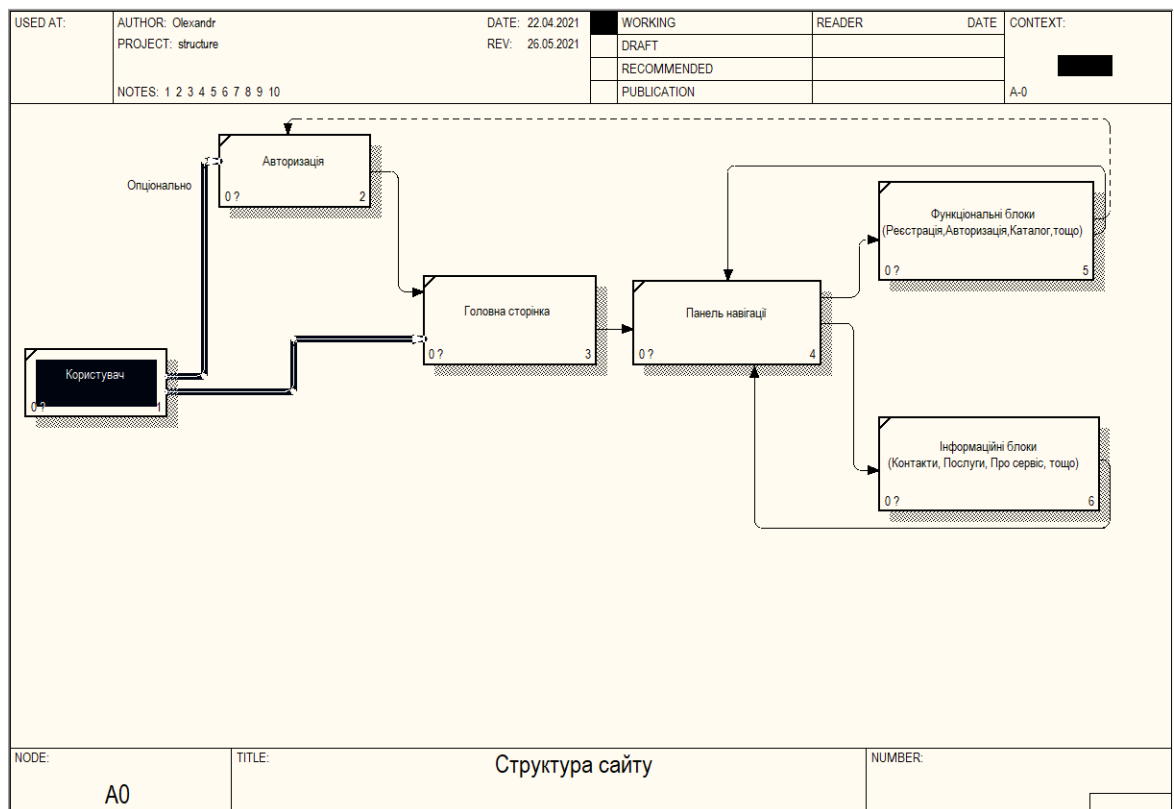 USED AT:
AUTHOR: Olexandr
DATE: 22.04.2021
WORKING
READER
DATE
CONTEXT:
PROJECT: structure
REV: 26.05.2021
DRAFT
RECOMMENDED
NOTES: 1 2 3 4 5 6 7 8 9 10
PUBLICATION
A-0
Авторизація
Опціонально
0 ?
2
Функціональні блоки
(Реєстрація,Авторизація,Каталог,тощо)
0 ?
5
Головна сторінка
0 ?
3
Панель навігації
0 ?
4
Користувач
0 ?
1
Інформаційні блоки
(Контакти, Послуги, Про сервіс, тощо)
0 ?
6
NODE:
TITLE:
NUMBER:
A0
Структура сайту